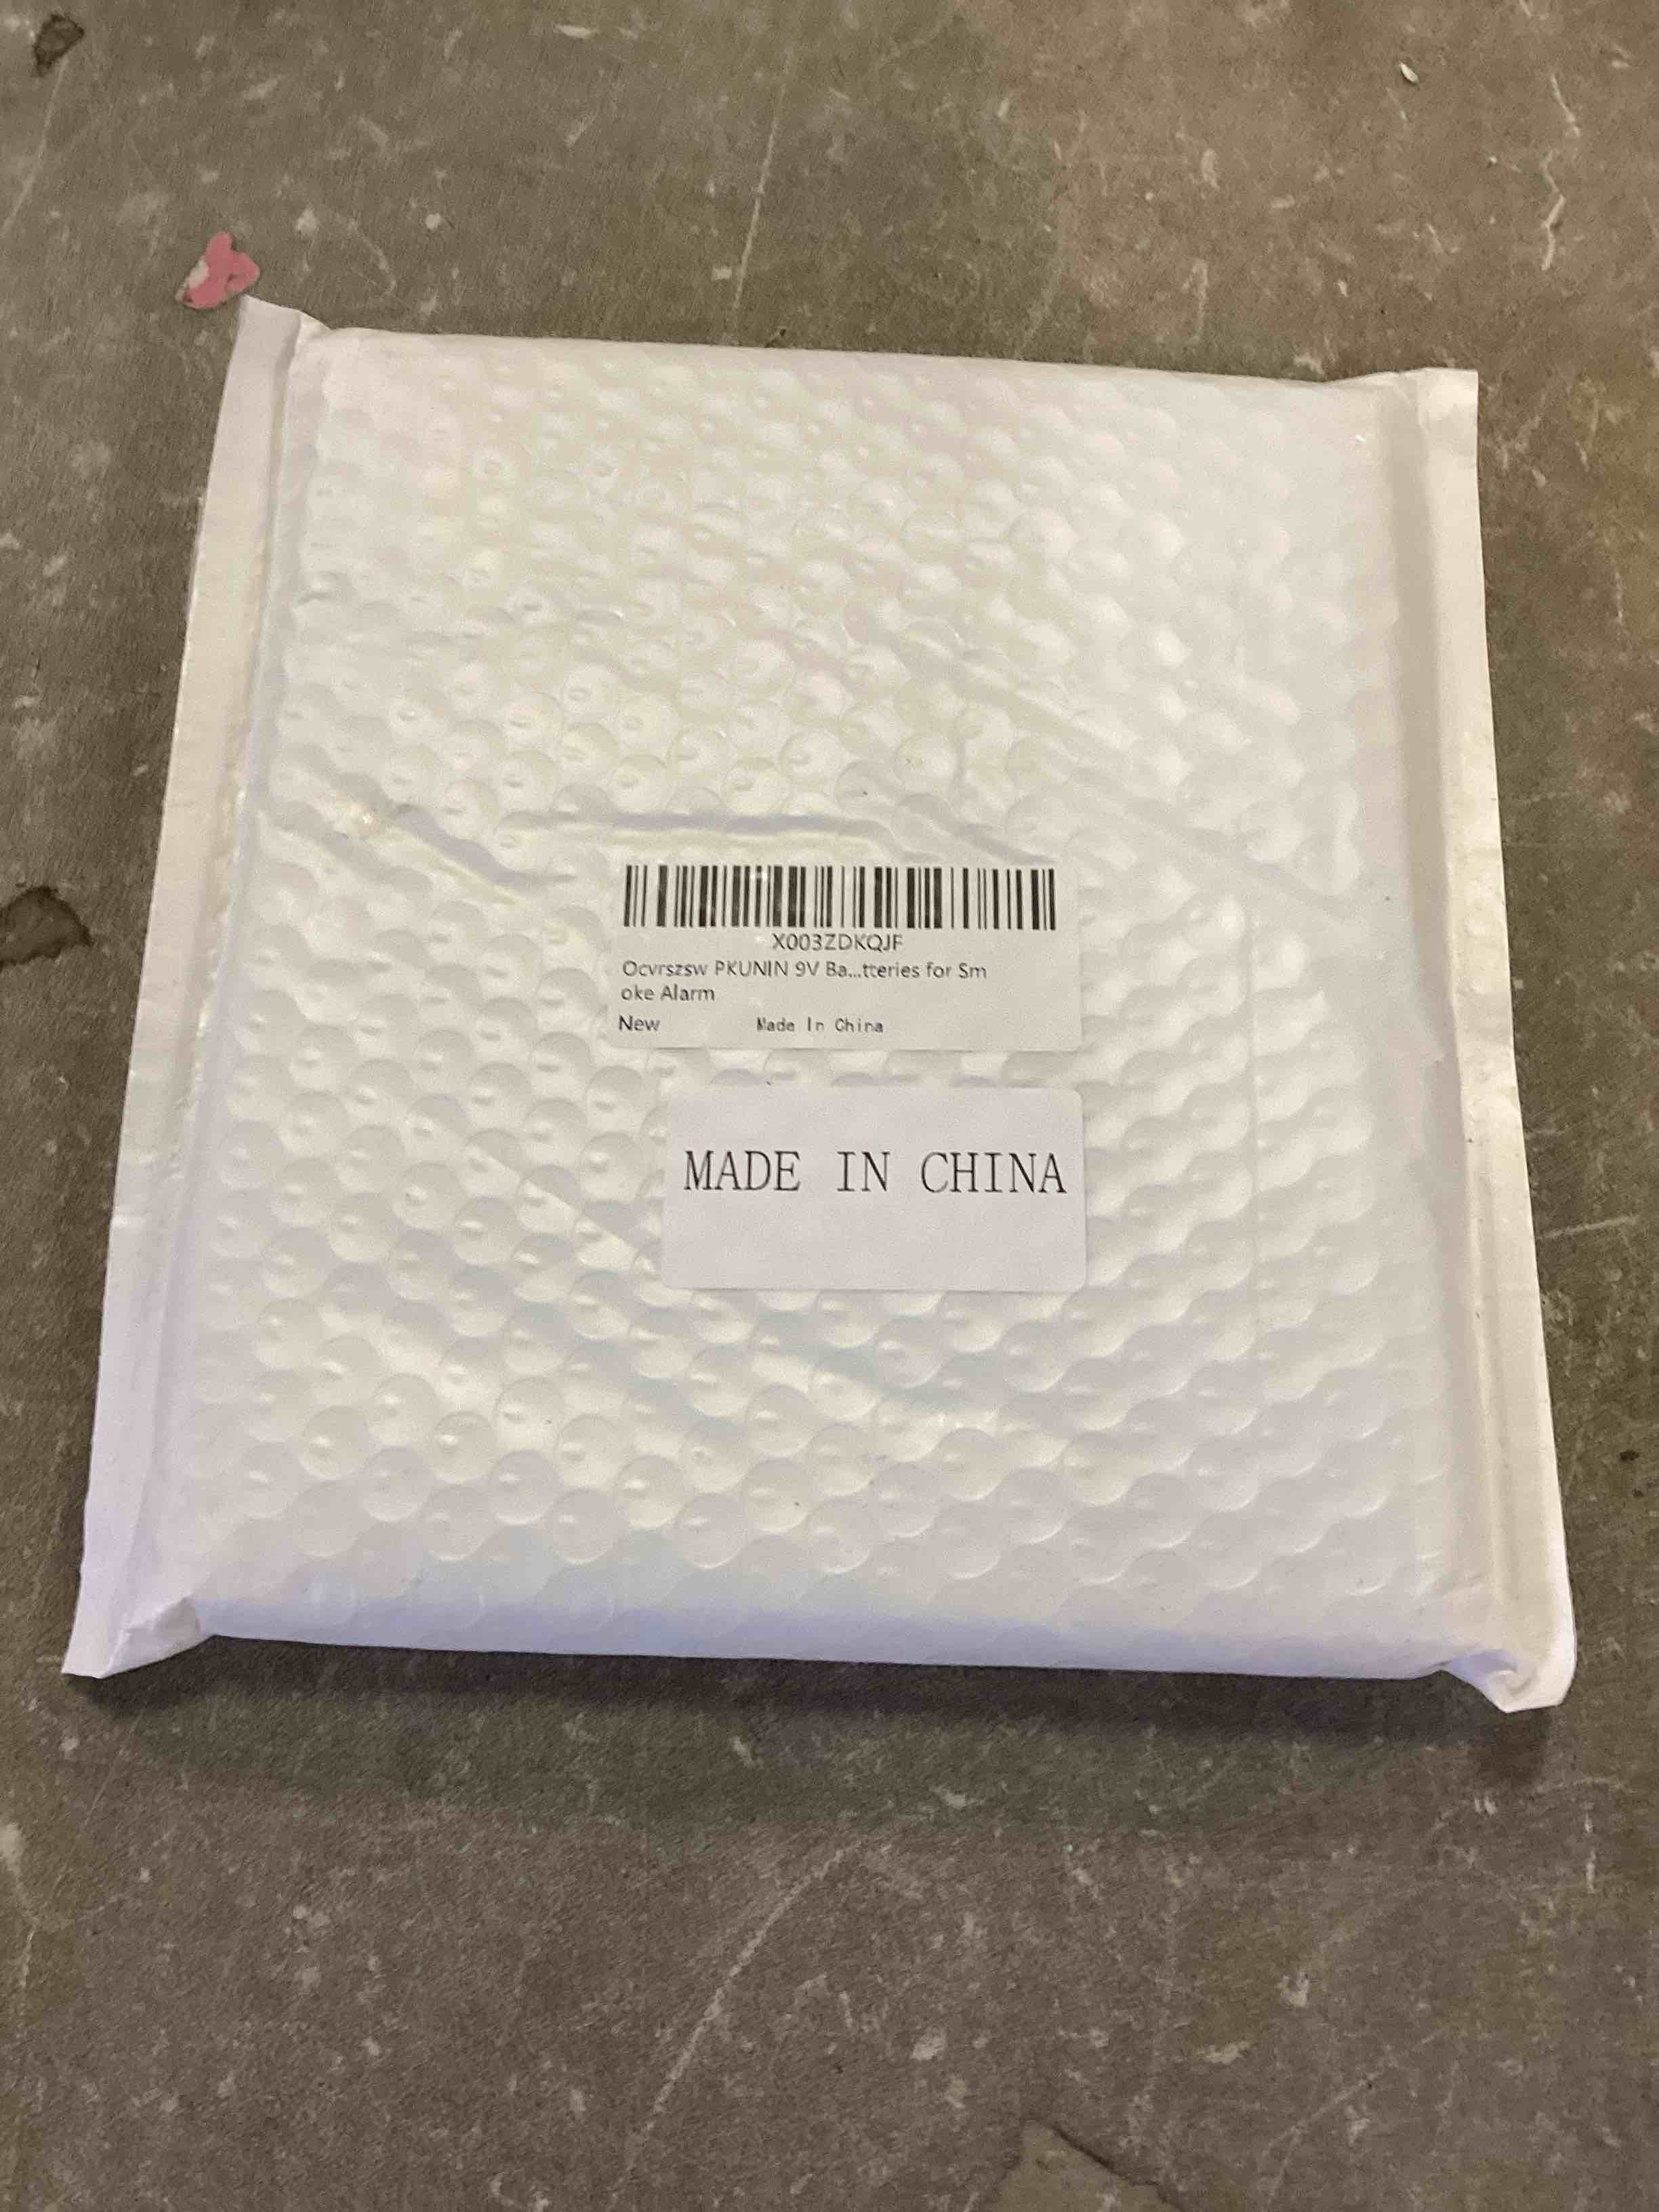 X003ZDKQJF
Ocvrszsw PKUNIN 9V Ba...tteries for Sm
oke Alarm
New Made In China
MADE IN CHINA